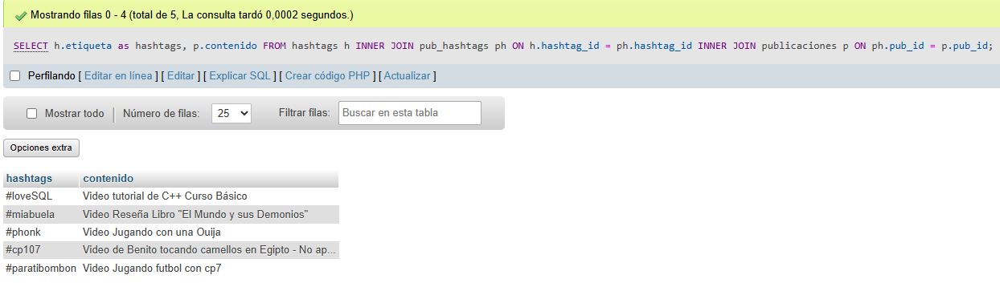 Mostrando filas 0 - 4 (total de 5, La consulta tardó 0,0002 segundos.)
SELECT h.etiqueta as hashtags, p.contenido FROM hashtags h INNER JOIN pub_hashtags ph ON h.hashtag_id = ph.hashtag_id INNER JOIN publicaciones p ON ph.pub_id = p.pub_id;
Perfilando [ Editar en línea ] [ Editar ] [ Explicar SQL ] [ Crear código PHP ] [ Actualizar ]
Mostrar todo Número de filas: 25 Filtrar filas: Buscar en esta tabla
Opciones extra
hashtags contenido
#loveSQL Video tutorial de C++ Curso Básico
#miabuela Video Reseña Libro "El Mundo y sus Demonios"
#phonk Video Jugando con una Ouija
#cp107 Video de Benito tocando camellos en Egipto - No ap...
#paratibombon Video Jugando futbol con cp7